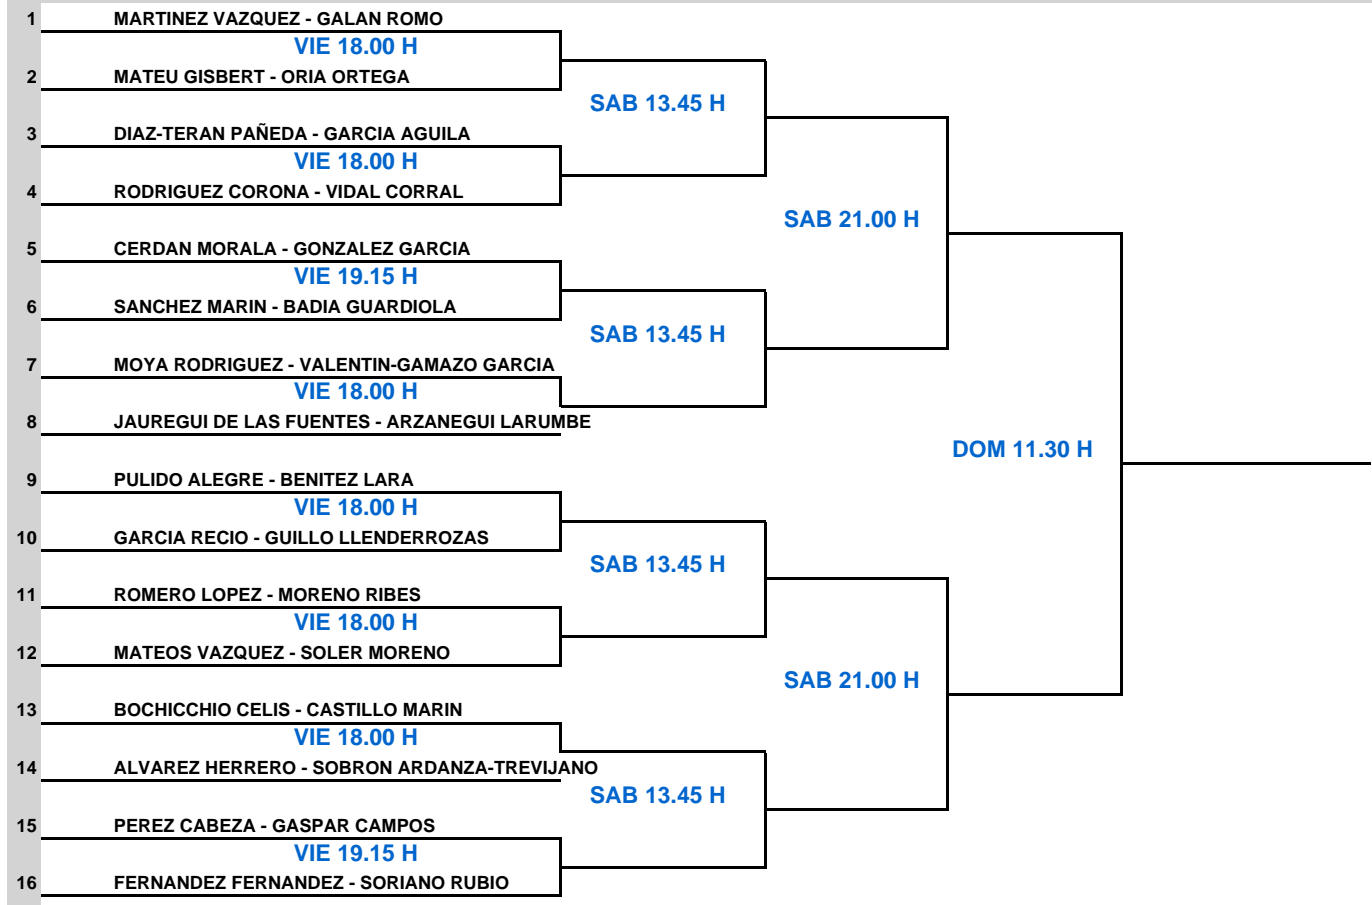 1 MARTINEZ VAZQUEZ - GALAN ROMO
VIE 18.00 H
2 MATEU GISBERT - ORIA ORTEGA
SAB 13.45 H
3 DIAZ-TERAN PAÑEDA - GARCIA AGUILA
VIE 18.00 H
4 RODRIGUEZ CORONA - VIDAL CORRAL
SAB 21.00 H
5 CERDAN MORALA - GONZALEZ GARCIA
VIE 19.15 H
6 SANCHEZ MARIN - BADIA GUARDIOLA
SAB 13.45 H
7 MOYA RODRIGUEZ - VALENTIN-GAMAZO GARCIA
VIE 18.00 H
8 JAUREGUI DE LAS FUENTES - ARZANEGUI LARUMBE
DOM 11.30 H
9 PULIDO ALEGRE - BENITEZ LARA
VIE 18.00 H
10 GARCIA RECIO - GUILLO LLENDERROZAS
SAB 13.45 H
11 ROMERO LOPEZ - MORENO RIBES
VIE 18.00 H
12 MATEOS VAZQUEZ - SOLER MORENO
SAB 21.00 H
13 BOCHICCHIO CELIS - CASTILLO MARIN
VIE 18.00 H
14 ALVAREZ HERRERO - SOBRON ARDANZA-TREVIJANO
SAB 13.45 H
15 PEREZ CABEZA - GASPAR CAMPOS
VIE 19.15 H
16 FERNANDEZ FERNANDEZ - SORIANO RUBIO